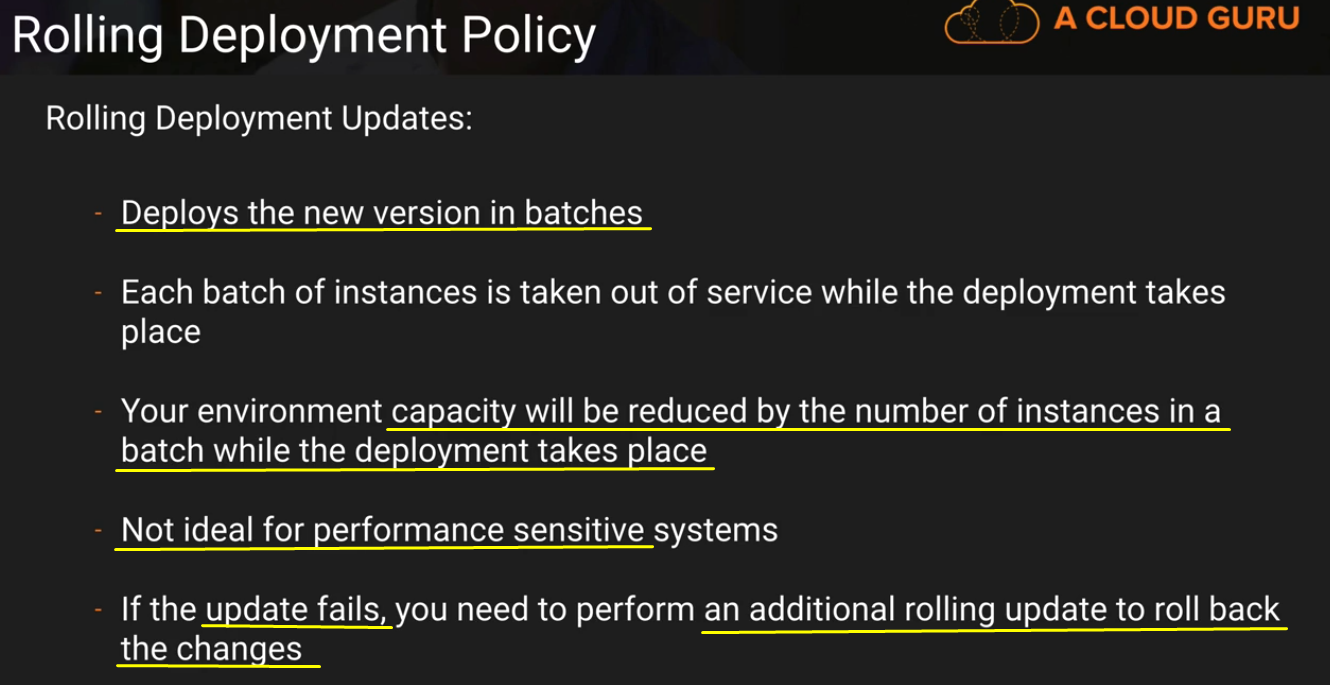 Rolling Deployment Policy
A CLOUD GURU
Rolling Deployment Updates:
- Deploys the new version in batches
- Each batch of instances is taken out of service while the deployment takes
place
- Your environment capacity will be reduced by the number of instances in a
batch while the deployment takes place
- Not ideal for performance sensitive systems
- If the update fails, you need to perform an additional rolling update to roll back
the changes